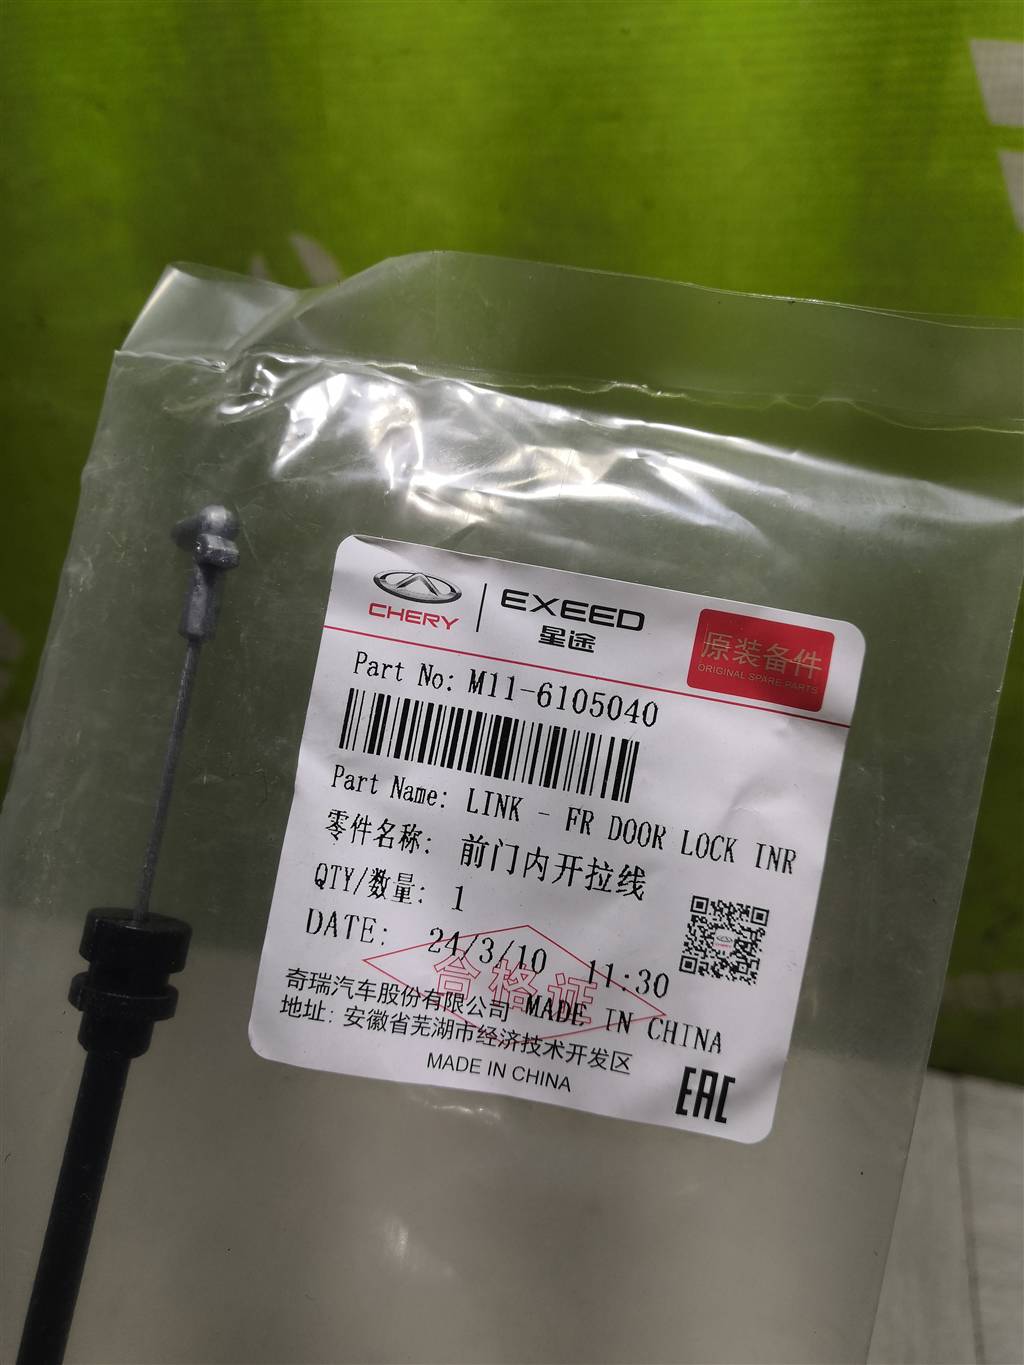 CHERY
EXEED
星途
原装备件
ORIGINAL SPARE PARTS
Part No: M11-6105040
Part Name: LINK - FR DOOR LOCK INR
零件名称: 前门内开拉线
QTY/数量: 1
DATE: 24/3/10 11:30
合格证
奇瑞汽车股份有限公司 MADE IN CHINA
地址: 安徽省芜湖市经济技术开发区
MADE IN CHINA
EAC